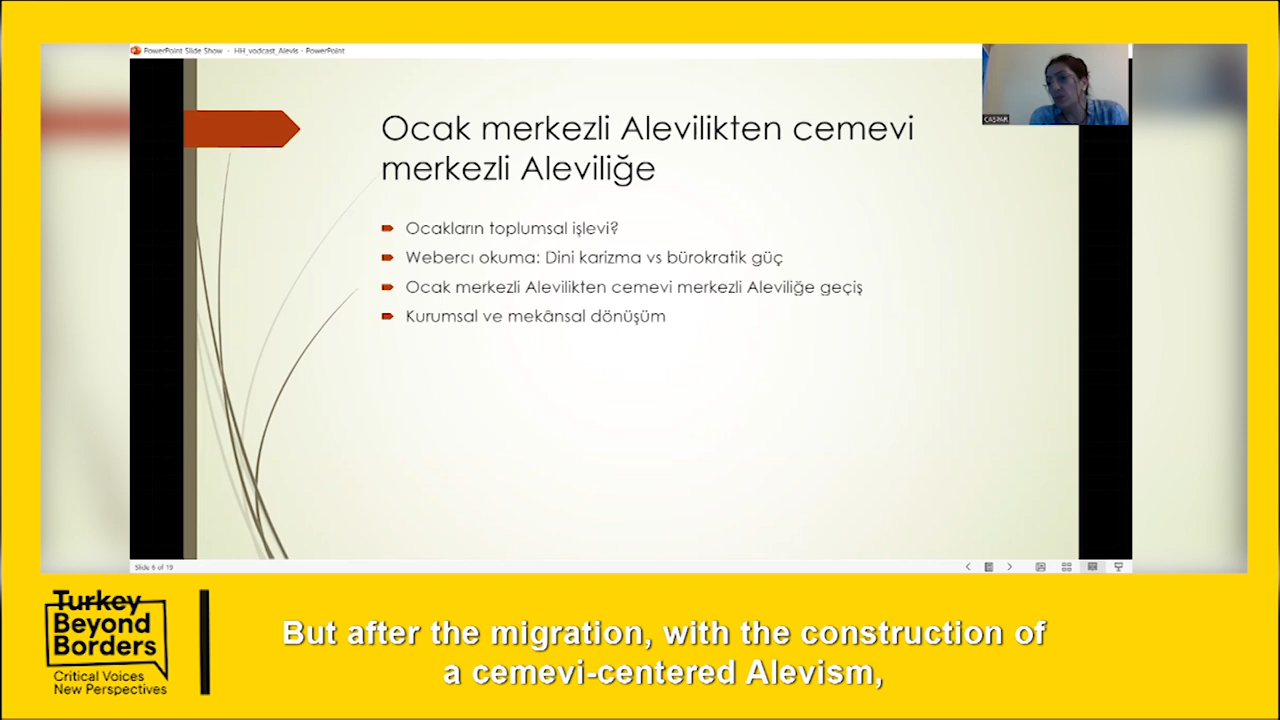 PowerPoint Slide Show - HH_vodcast_Alevis - PowerPoint
CASPAR
Ocak merkezli Alevilikten cemevi
merkezli Aleviliğe
Ocakların toplumsal işlevi?
Webercı okuma: Dini karizma vs bürokratik güç
Ocak merkezli Alevilikten cemevi merkezli Aleviliğe geçiş
Kurumsal ve mekânsal dönüşüm
Slide 6 of 19
Turkey
Beyond
Borders
Critical Voices
New Perspectives
But after the migration, with the construction of
a cemevi-centered Alevism,